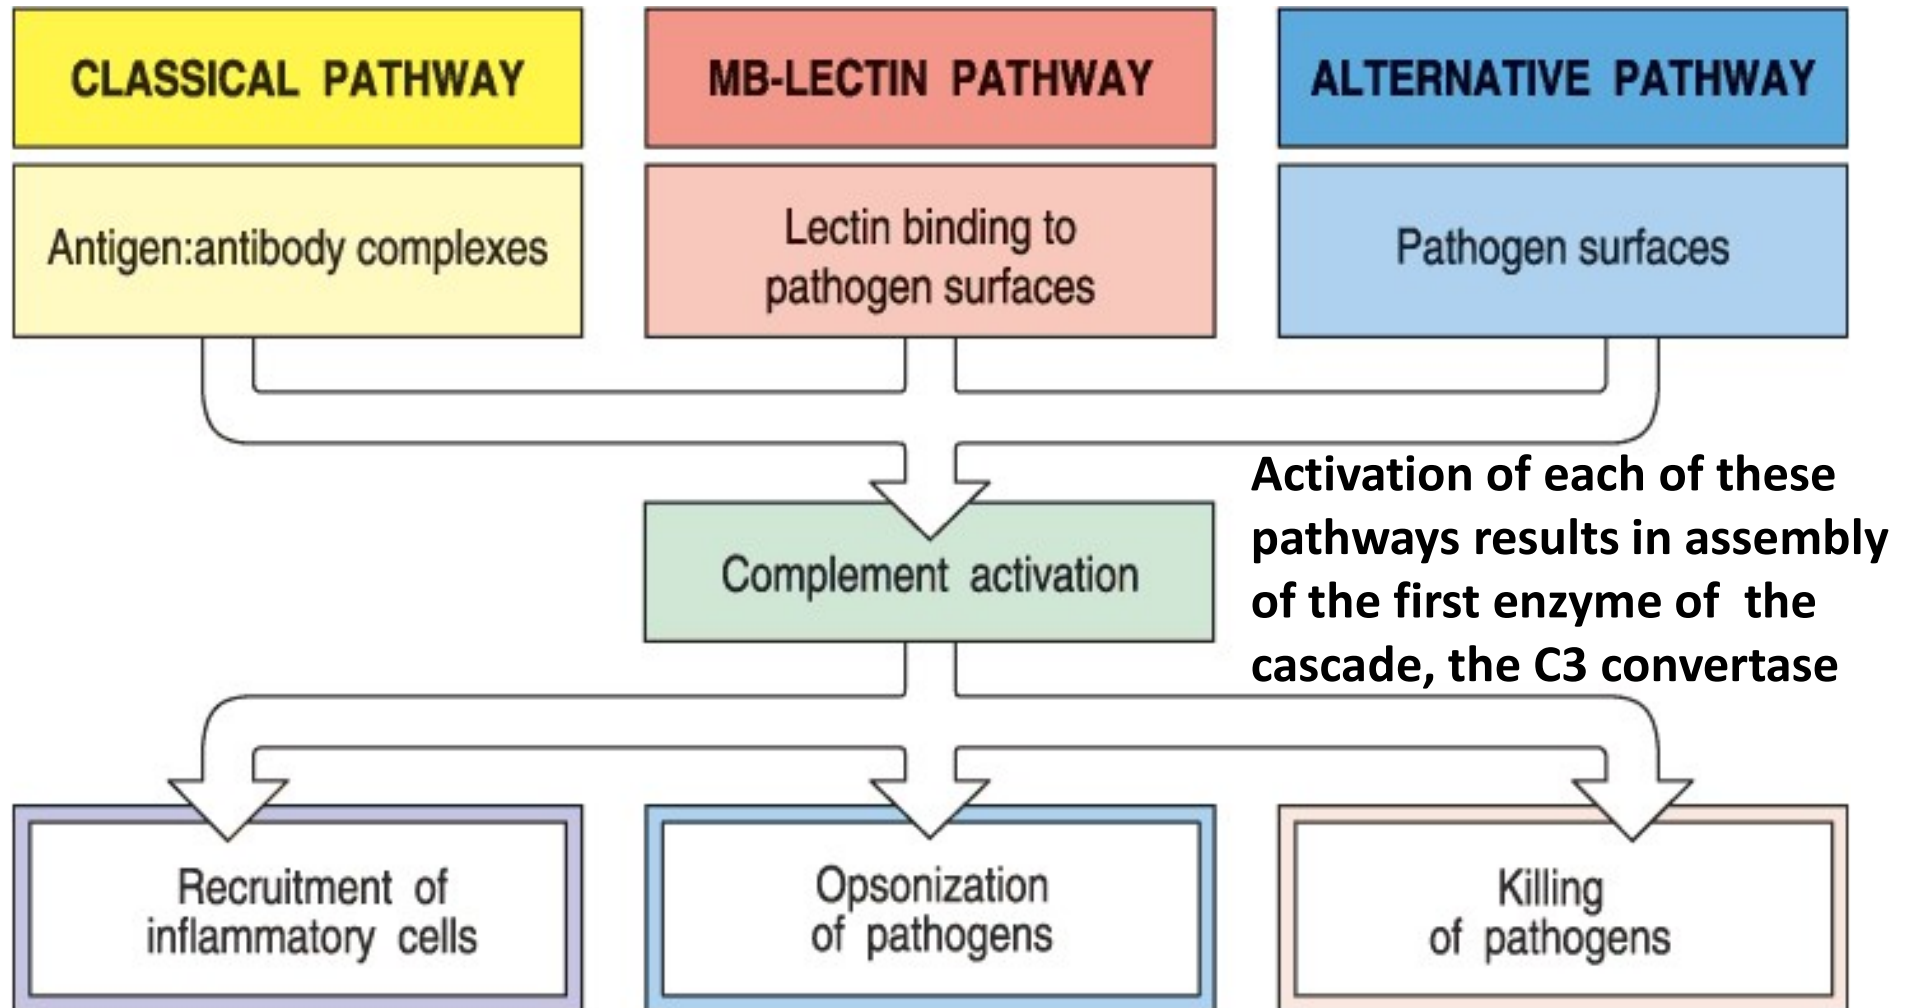 CLASSICAL PATHWAY
MB-LECTIN PATHWAY
ALTERNATIVE PATHWAY
Antigen:antibody complexes
Lectin binding to
pathogen surfaces
Pathogen surfaces
Activation of each of these
pathways results in assembly
of the first enzyme of the
cascade, the C3 convertase
Complement activation
Recruitment of
inflammatory cells
Opsonization
of pathogens
Killing
of pathogens